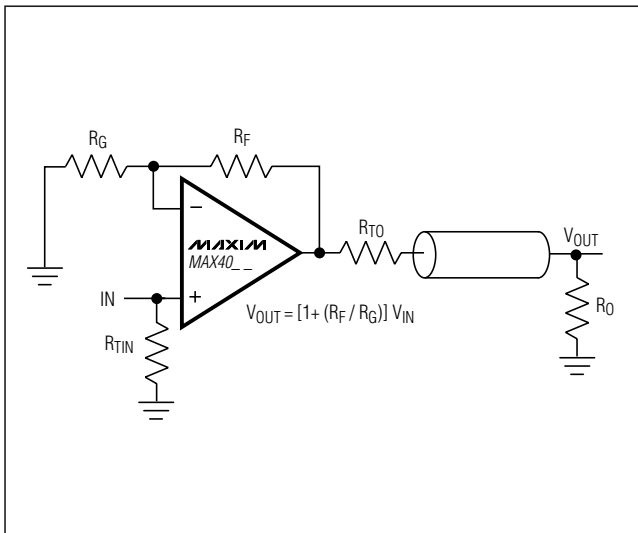 R_G
R_F
R_TO
V_OUT
−
MAXIM
MAX40_ _
IN
+
V_OUT = [1+ (R_F / R_G)] V_IN
R_O
R_TIN